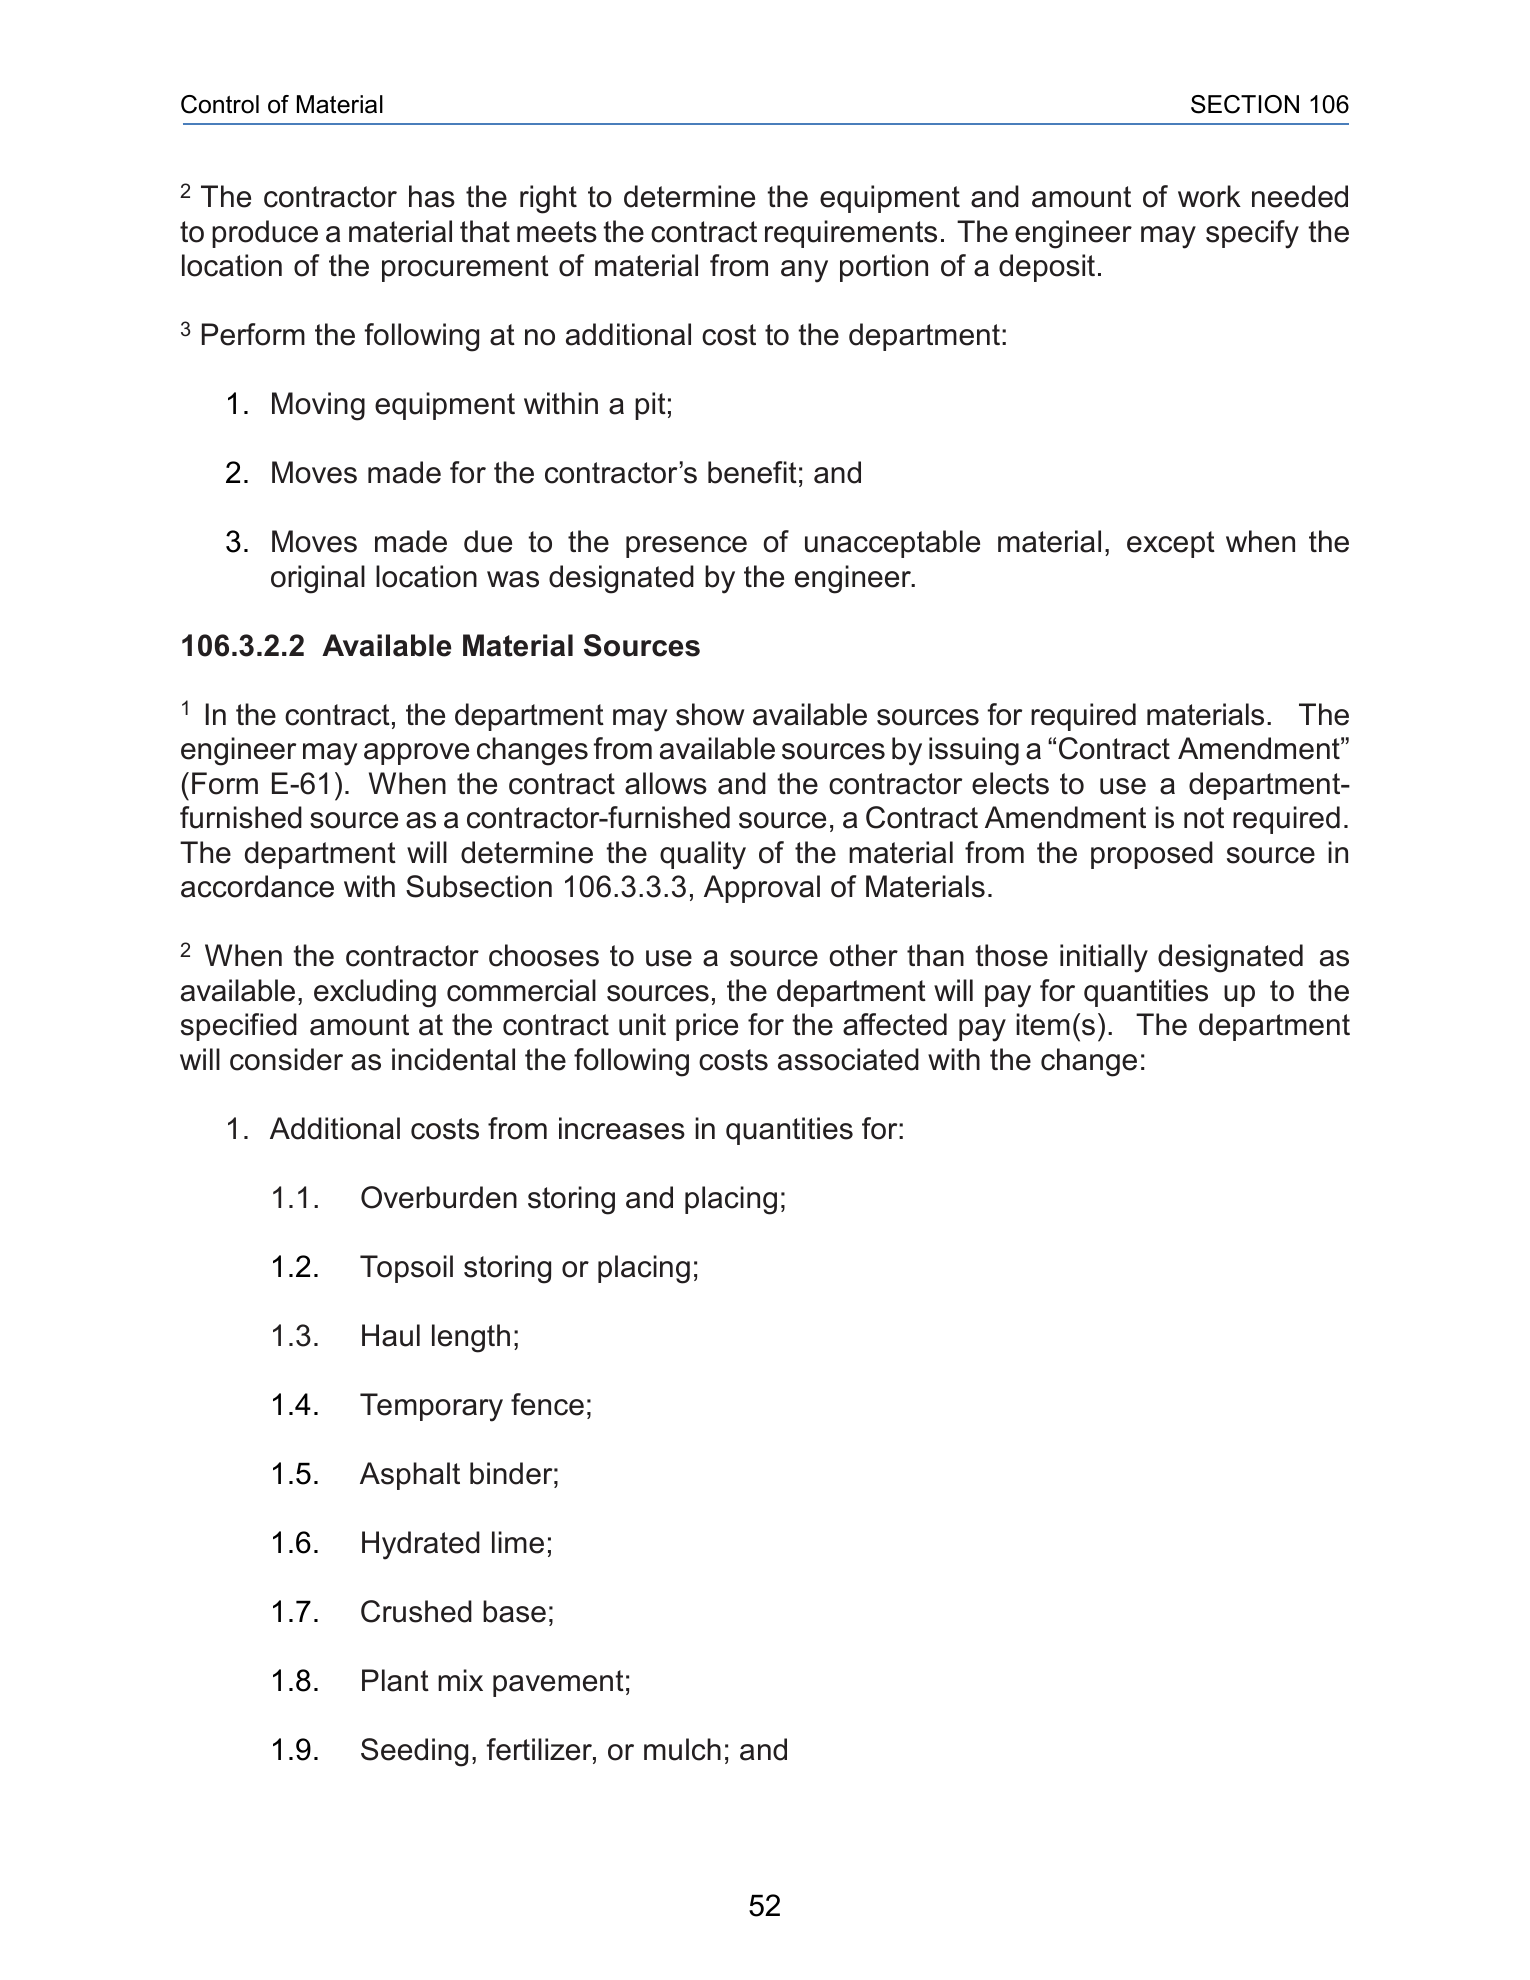 Control of Material SECTION 106
2 The contractor has the right to determine the equipment and amount of work needed
to produce a material that meets the contract requirements. The engineer may specify the
location of the procurement of material from any portion of a deposit.
3 Perform the following at no additional cost to the department:
1. Moving equipment within a pit;
2. Moves made for the contractor’s benefit; and
3. Moves made due to the presence of unacceptable material, except when the
original location was designated by the engineer.
106.3.2.2 Available Material Sources
1 In the contract, the department may show available sources for required materials. The
engineer may approve changes from available sources by issuing a “Contract Amendment”
(Form E-61). When the contract allows and the contractor elects to use a department-
furnished source as a contractor-furnished source, a Contract Amendment is not required.
The department will determine the quality of the material from the proposed source in
accordance with Subsection 106.3.3.3, Approval of Materials.
2 When the contractor chooses to use a source other than those initially designated as
available, excluding commercial sources, the department will pay for quantities up to the
specified amount at the contract unit price for the affected pay item(s). The department
will consider as incidental the following costs associated with the change:
1. Additional costs from increases in quantities for:
1.1. Overburden storing and placing;
1.2. Topsoil storing or placing;
1.3. Haul length;
1.4. Temporary fence;
1.5. Asphalt binder;
1.6. Hydrated lime;
1.7. Crushed base;
1.8. Plant mix pavement;
1.9. Seeding, fertilizer, or mulch; and
52